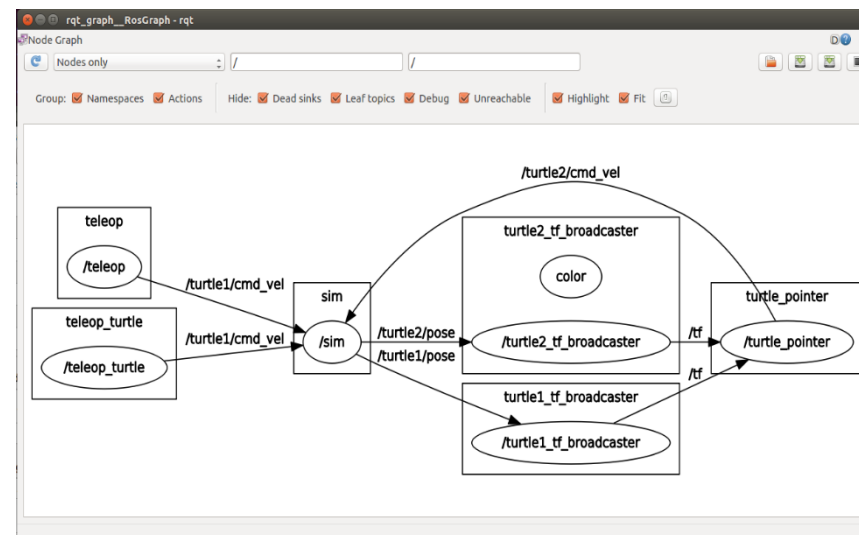 rqt_graph__RosGraph - rqt
Node Graph
D
Nodes only
/
/
Group: Namespaces Actions Hide: Dead sinks Leaf topics Debug Unreachable Highlight Fit
/turtle2/cmd_vel
teleop
/teleop
turtle2_tf_broadcaster
color
/turtle1/cmd_vel
sim
turtle_pointer
teleop_turtle
/turtle1/cmd_vel
/turtle2/pose
/tf
/sim
/turtle2_tf_broadcaster
/turtle_pointer
/turtle1/pose
/teleop_turtle
/tf
turtle1_tf_broadcaster
/turtle1_tf_broadcaster